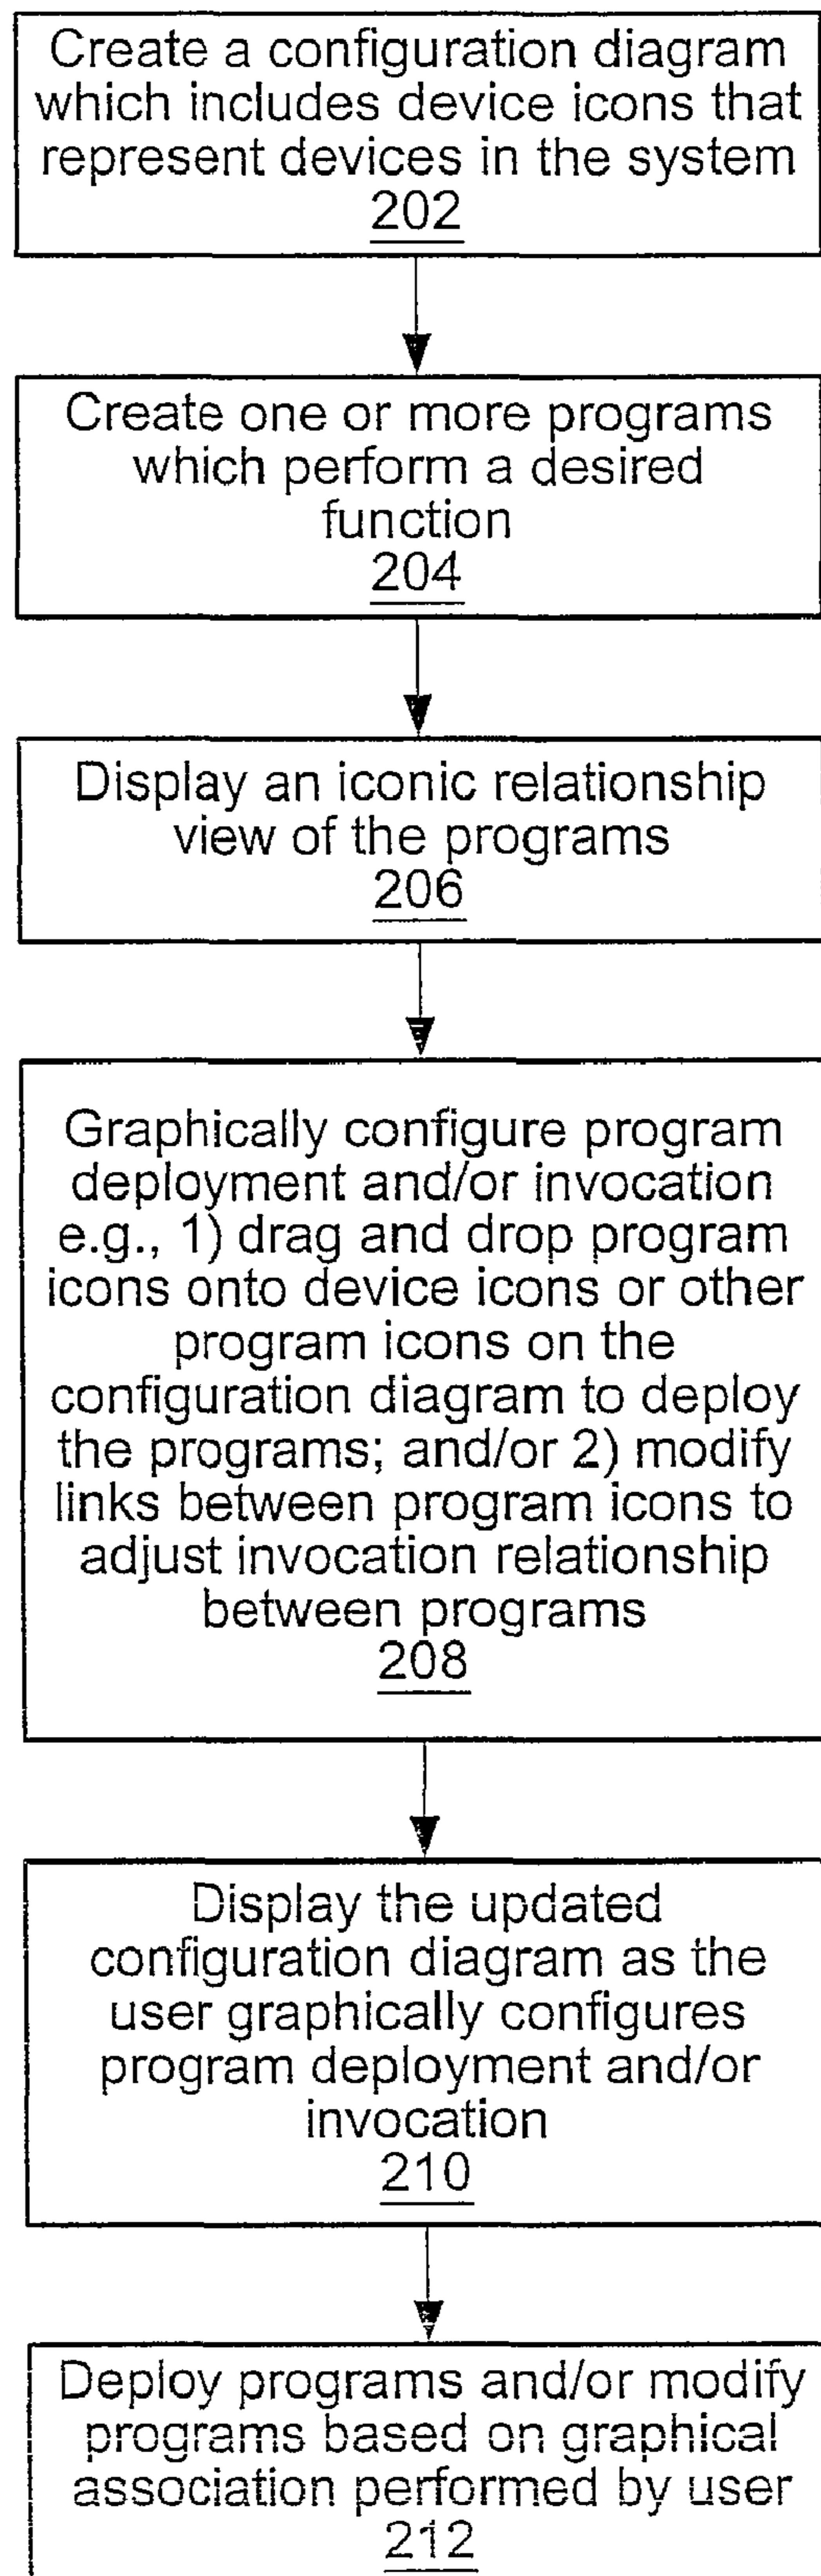 Create a configuration diagram
which includes device icons that
represent devices in the system
202
Create one or more programs
which perform a desired
function
204
Display an iconic relationship
view of the programs
206
Graphically configure program
deployment and/or invocation
e.g., 1) drag and drop program
icons onto device icons or other
program icons on the
configuration diagram to deploy
the programs; and/or 2) modify
links between program icons to
adjust invocation relationship
between programs
208
Display the updated
configuration diagram as the
user graphically configures
program deployment and/or
invocation
210
Deploy programs and/or modify
programs based on graphical
association performed by user
212